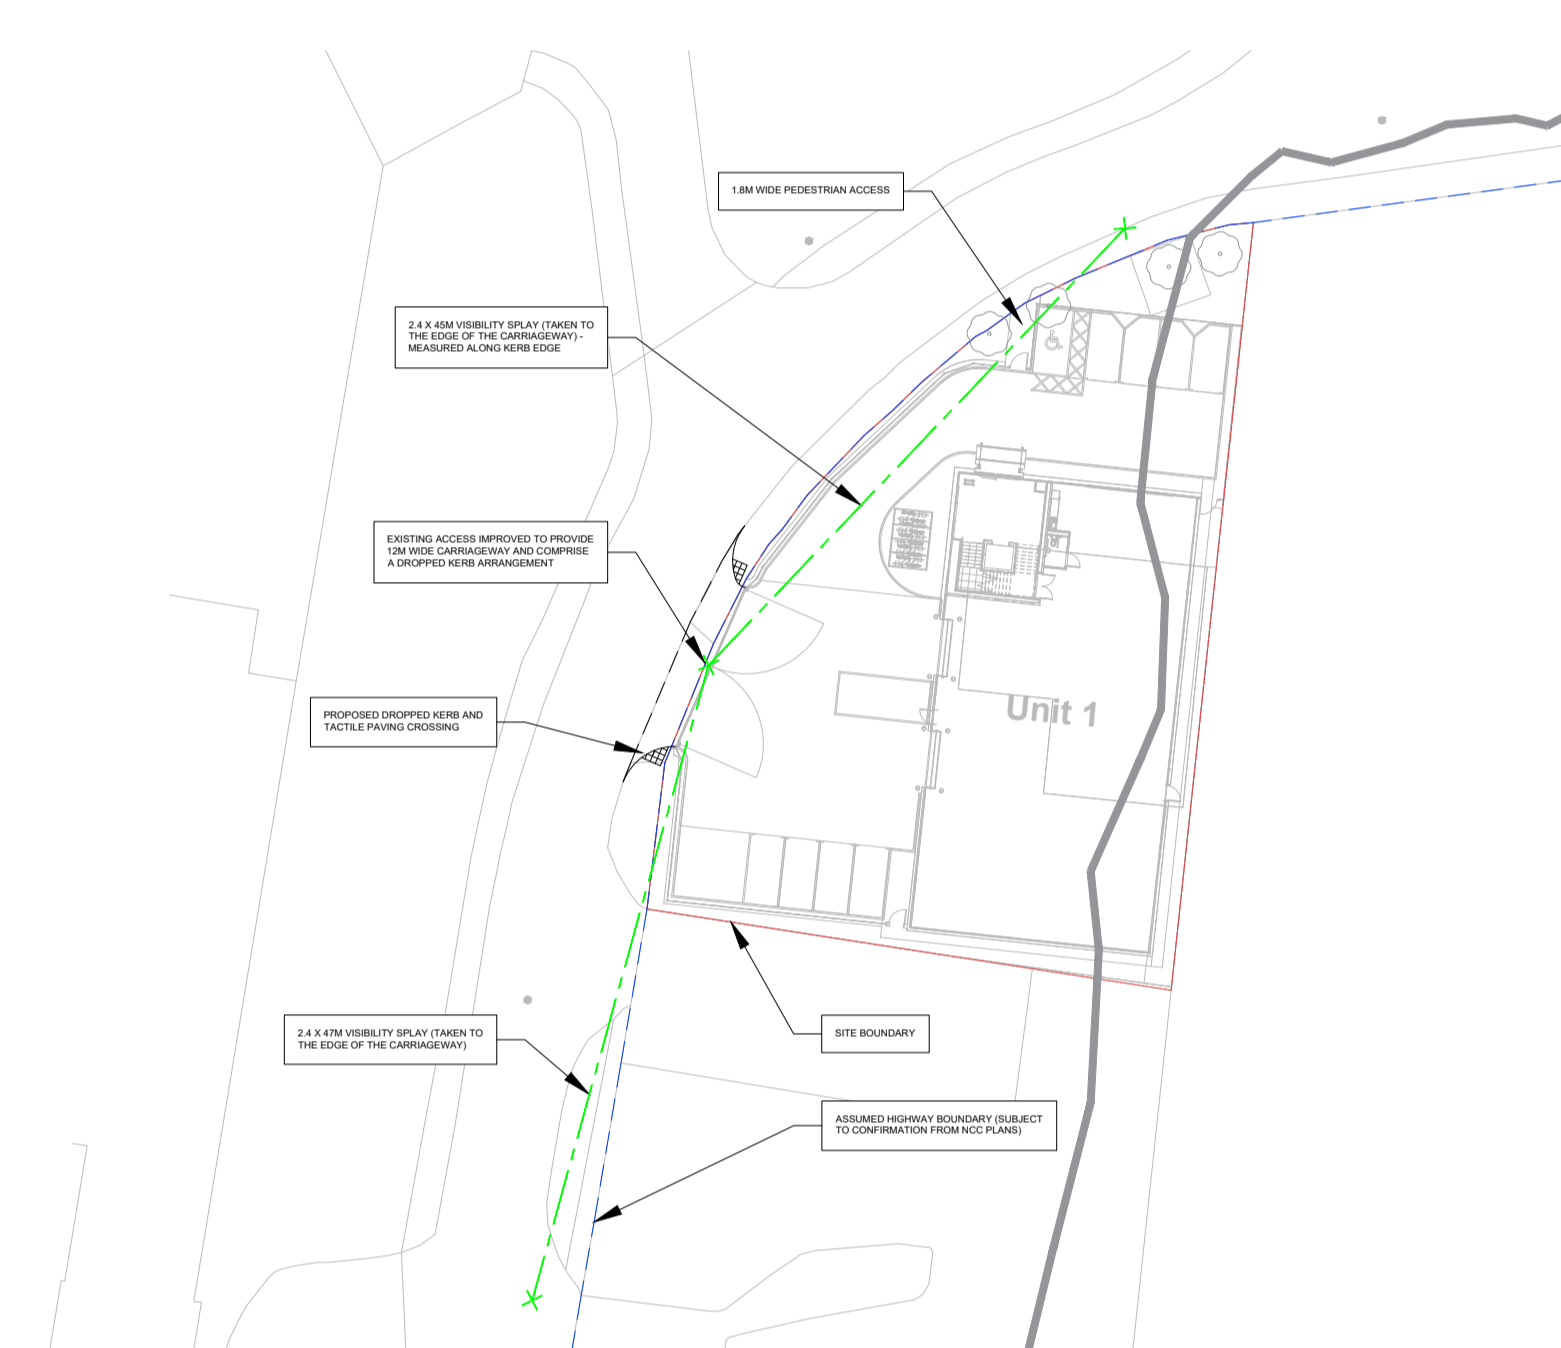 1.8M WIDE PEDESTRIAN ACCESS
2.4 X 45M VISIBILITY SPLAY (TAKEN TO
THE EDGE OF THE CARRIAGEWAY) -
MEASURED ALONG KERB EDGE
EXISTING ACCESS IMPROVED TO PROVIDE
12M WIDE CARRIAGEWAY AND COMPRISE
A DROPPED KERB ARRANGEMENT
PROPOSED DROPPED KERB AND
TACTILE PAVING CROSSING
Unit 1
2.4 X 47M VISIBILITY SPLAY (TAKEN TO
THE EDGE OF THE CARRIAGEWAY)
SITE BOUNDARY
ASSUMED HIGHWAY BOUNDARY (SUBJECT
TO CONFIRMATION FROM NCC PLANS)